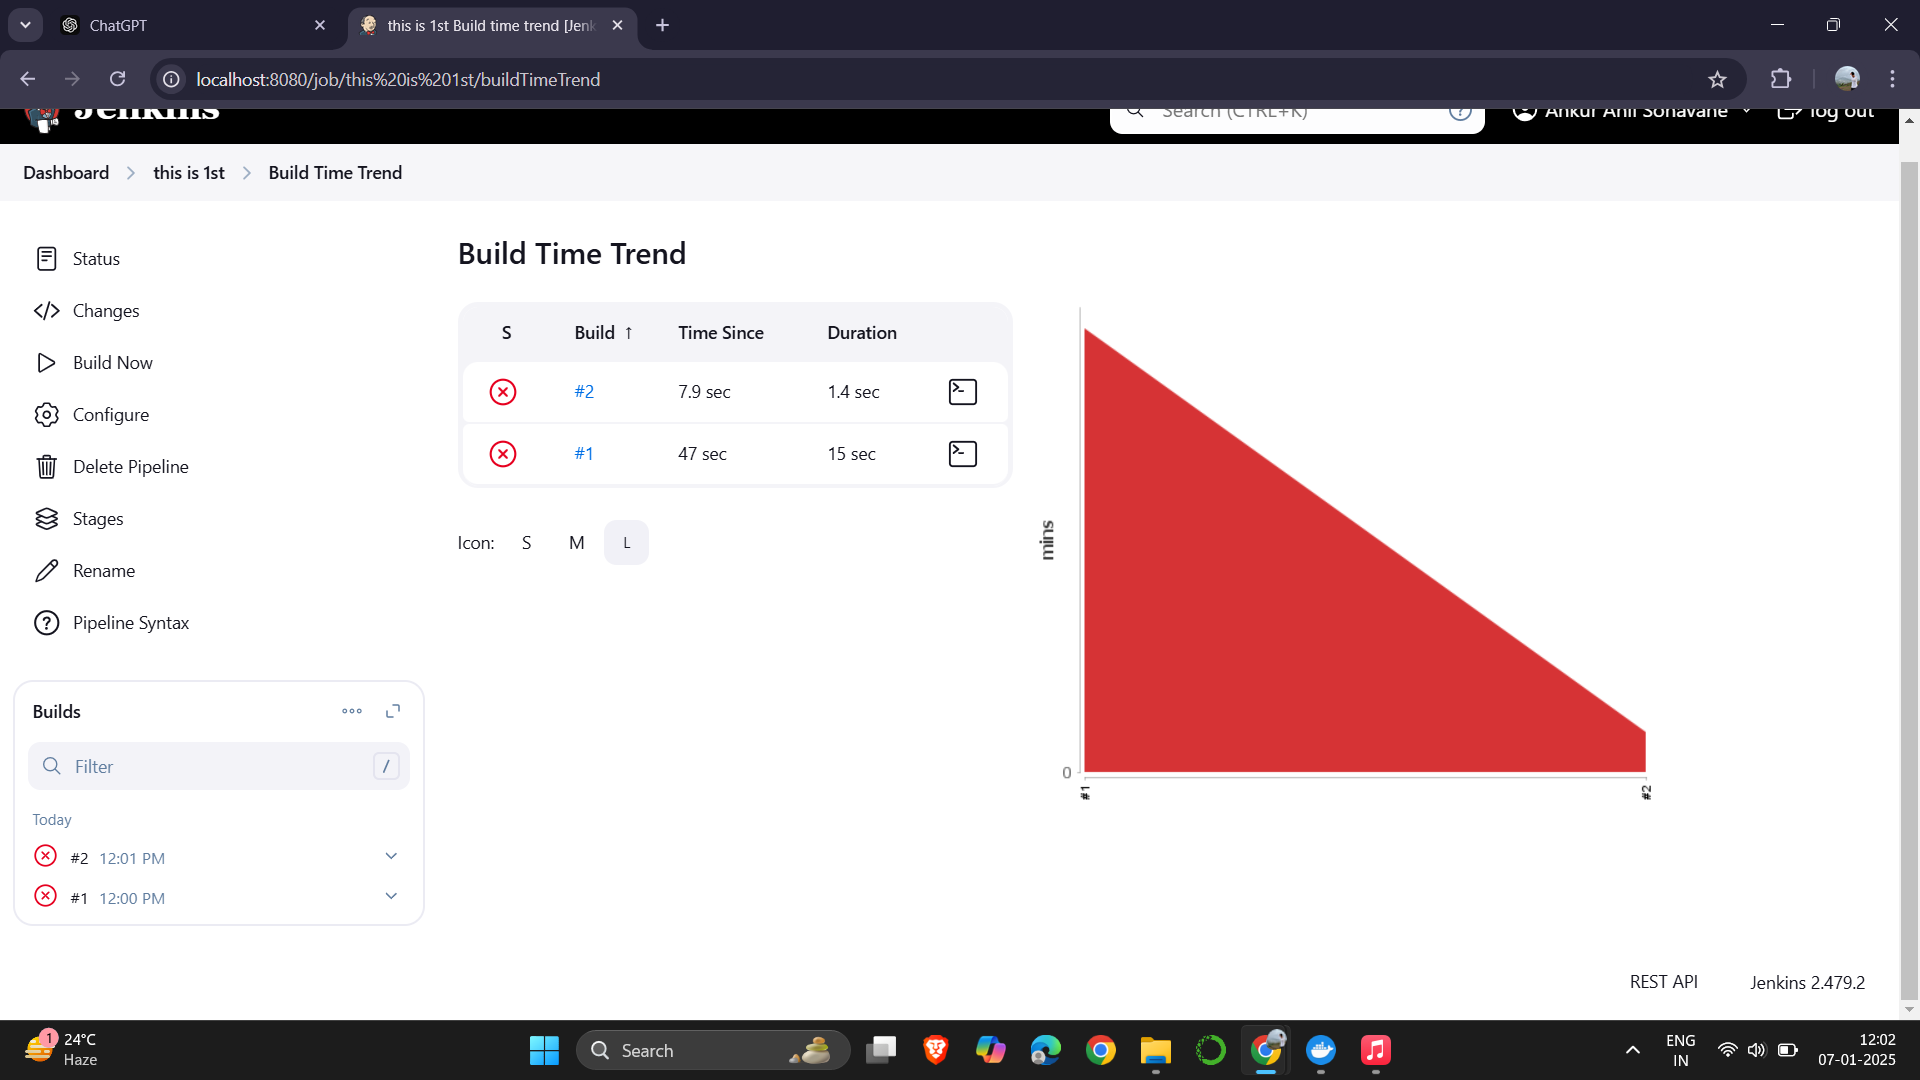 ChatGPT
this is 1st Build time trend [Jenk
localhost:8080/job/this%20is%201st/buildTimeTrend
Jenkins
Search (CTRL+K)
Ankur Anil Sonavane
log out
Dashboard
this is 1st
Build Time Trend
Status
Changes
Build Now
Configure
Delete Pipeline
Stages
Rename
Pipeline Syntax
Builds
Filter /
Today
#2 12:01 PM
#1 12:00 PM
Build Time Trend
S Build ↑ Time Since Duration
#2 7.9 sec 1.4 sec
#1 47 sec 15 sec
Icon: S M L
mins
0
#1
#2
REST API
Jenkins 2.479.2
1
24°C
Haze
Search
ENG
IN
12:02
07-01-2025